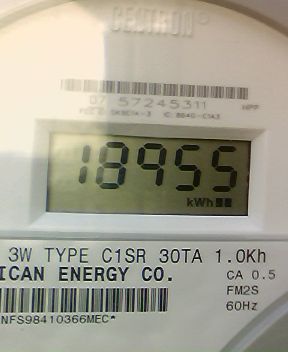 CENTRON®
07 57245311 HPP
18955
kWh
3W TYPE C1SR 30TA 1.0Kh
ICAN ENERGY CO. CA 0.5
FM2S
NFS98410366MEC* 60Hz